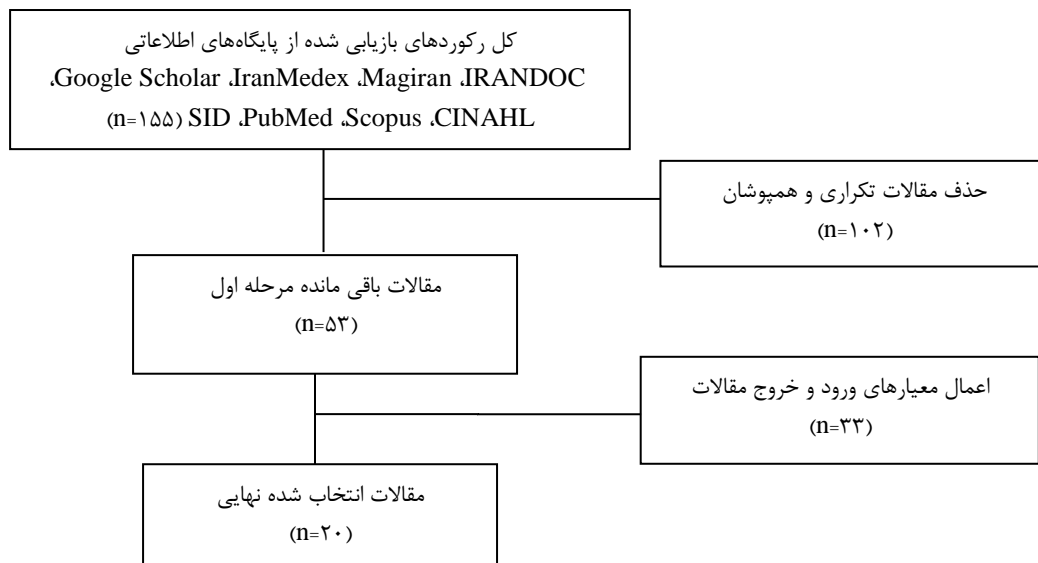 کل رکوردهای بازیابی شده از پایگاه‌های اطلاعاتی
،Google Scholar ،IranMedex ،Magiran ،IRANDOC
(n=۱۵۵) SID ،PubMed ،Scopus ،CINAHL
حذف مقالات تکراری و همپوشان
(n=۱۰۲)
مقالات باقی مانده مرحله اول
(n=۵۳)
اعمال معیارهای ورود و خروج مقالات
(n=۳۳)
مقالات انتخاب شده نهایی
(n=۲۰)